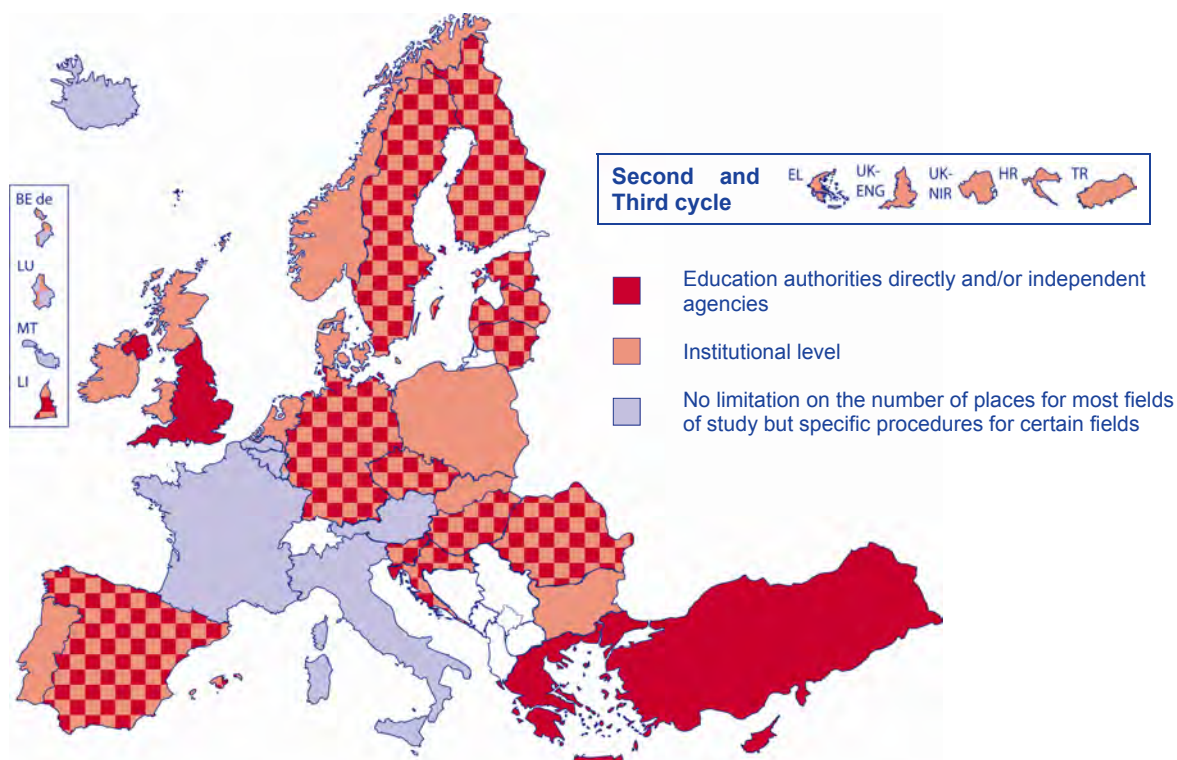 Second and
Third cycle
EL
UK-
ENG
UK-
NIR
HR
TR
BE de
LU
MT
LI
Education authorities directly and/or independent
agencies
Institutional level
No limitation on the number of places for most fields
of study but specific procedures for certain fields